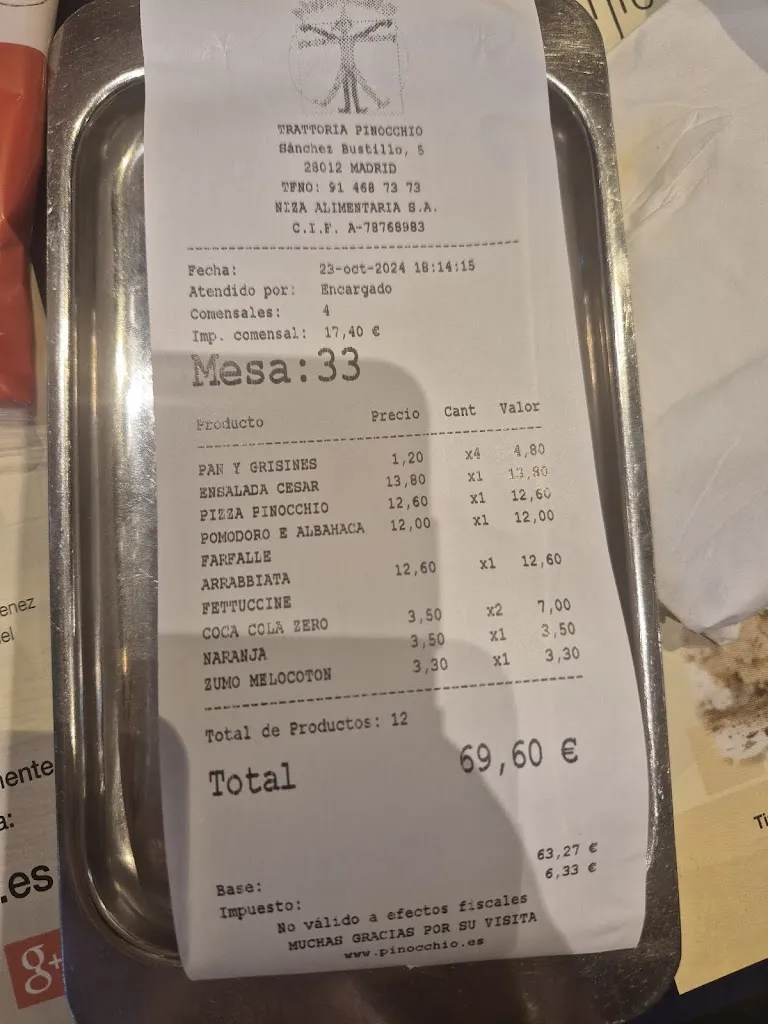 TRATTORIA PINOCCHIO
Sánchez Bustillo, 5
28012 MADRID
TFNO: 91 468 73 73
NIZA ALIMENTARIA S.A.
C.I.F. A-78768983
Fecha: 23-oct-2024 18:14:15
Atendido por: Encargado
Comensales: 4
Imp. comensal: 17,40 €
Mesa:33
Producto Precio Cant Valor
PAN Y GRISINES 1,20 x4 4,80
ENSALADA CESAR 13,80 x1 13,80
PIZZA PINOCCHIO 12,60 x1 12,60
POMODORO E ALBAHACA 12,00 x1 12,00
FARFALLE
ARRABBIATA 12,60 x1 12,60
FETTUCCINE
COCA COLA ZERO 3,50 x2 7,00
NARANJA 3,50 x1 3,50
ZUMO MELOCOTON 3,30 x1 3,30
Total de Productos: 12
Total 69,60 €
Base: 63,27 €
Impuesto: 6,33 €
No válido a efectos fiscales
MUCHAS GRACIAS POR SU VISITA
www.pinocchio.es
enez
el
mente
a:
.es
g+
Ti